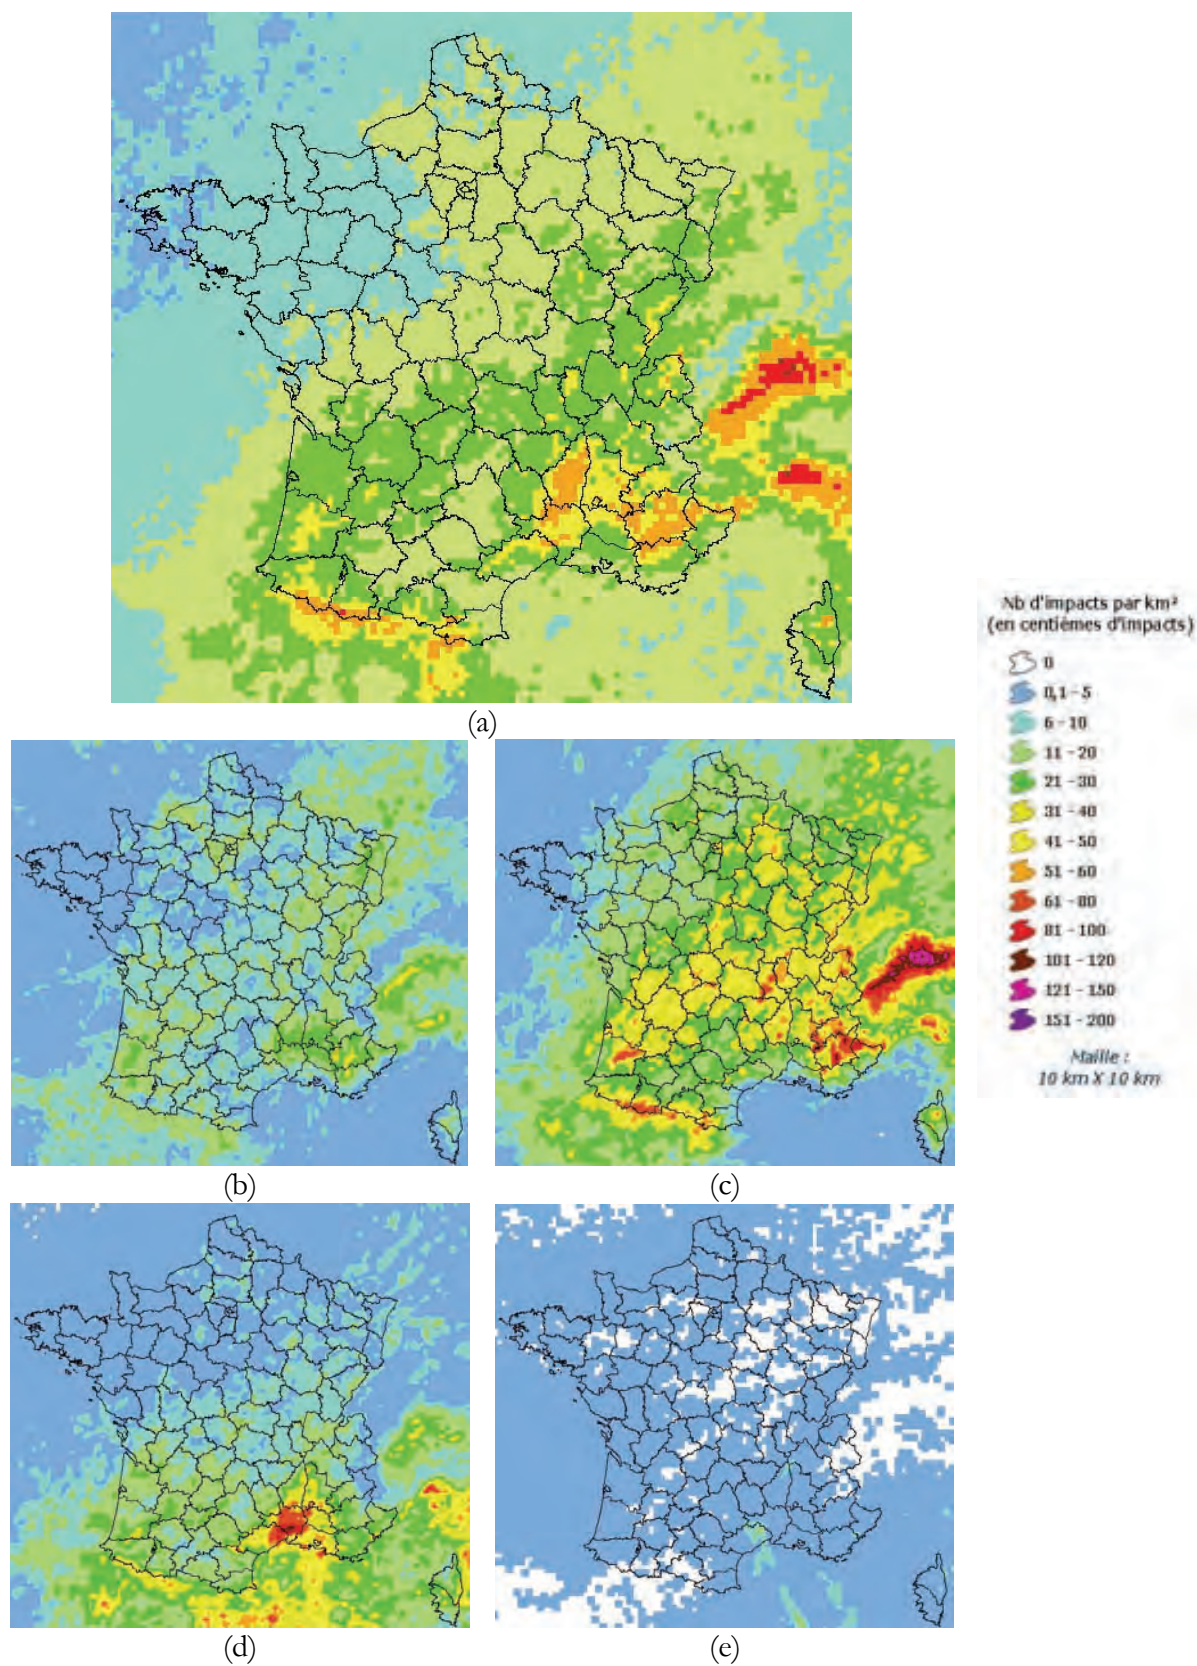 (a)
Nb d'impacts par km²
(en centièmes d'impacts)
0
0,1 - 5
6 - 10
11 - 20
21 - 30
31 - 40
41 - 50
51 - 60
61 - 80
81 - 100
101 - 120
121 - 150
151 - 200
Maille :
10 km X 10 km
(b)
(c)
(d)
(e)